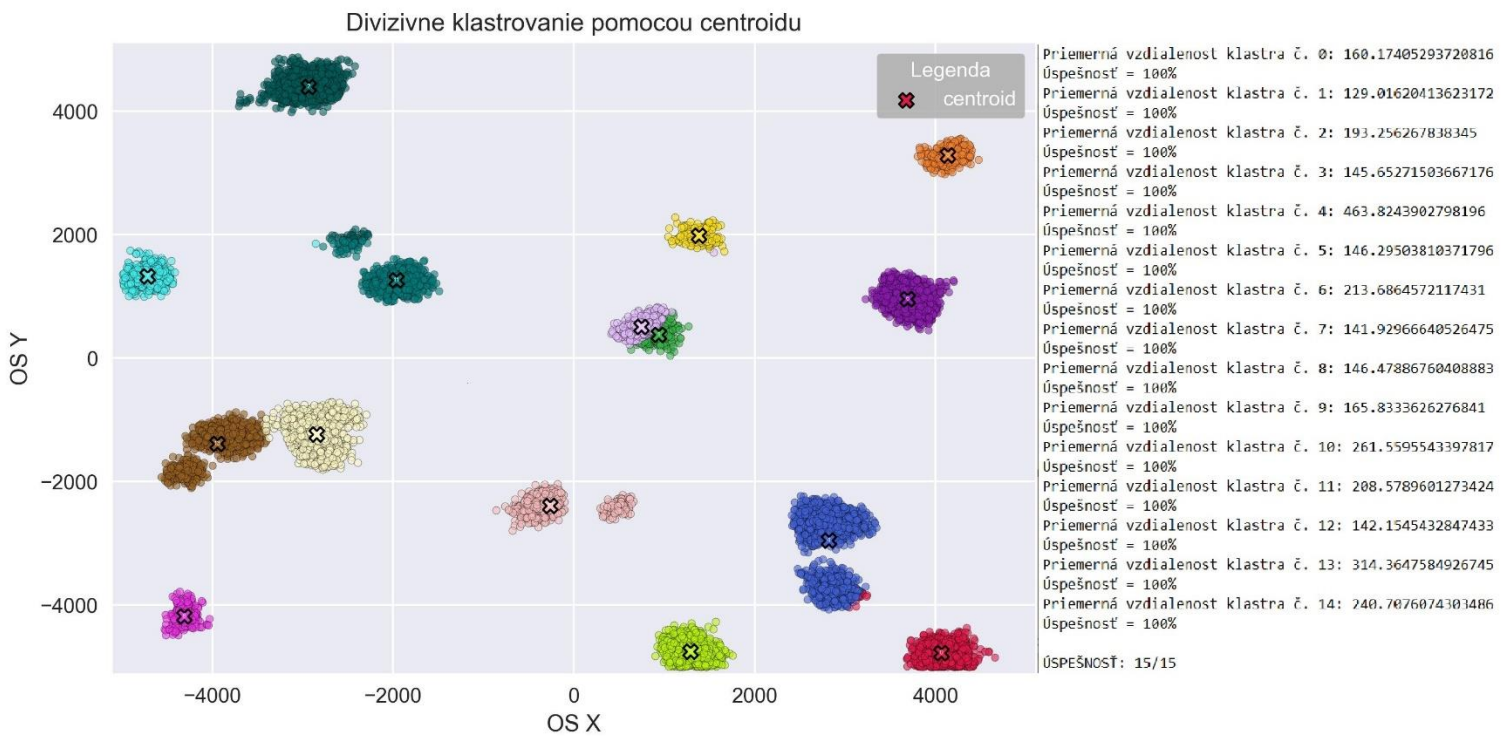 Divizivne klastrovanie pomocou centroidu
Legenda
centroid
4000
2000
0
−2000
−4000
OS Y
−4000
−2000
0
2000
4000
OS X
Priemerná vzdialenost klastra č. 0: 160.17405293720816
Úspešnosť = 100%
Priemerná vzdialenost klastra č. 1: 129.01620413623172
Úspešnosť = 100%
Priemerná vzdialenost klastra č. 2: 193.256267838345
Úspešnosť = 100%
Priemerná vzdialenost klastra č. 3: 145.65271503667176
Úspešnosť = 100%
Priemerná vzdialenost klastra č. 4: 463.8243902798196
Úspešnosť = 100%
Priemerná vzdialenost klastra č. 5: 146.29503810371796
Úspešnosť = 100%
Priemerná vzdialenost klastra č. 6: 213.6864572117431
Úspešnosť = 100%
Priemerná vzdialenost klastra č. 7: 141.92966640526475
Úspešnosť = 100%
Priemerná vzdialenost klastra č. 8: 146.47886760408883
Úspešnosť = 100%
Priemerná vzdialenost klastra č. 9: 165.8333626276841
Úspešnosť = 100%
Priemerná vzdialenost klastra č. 10: 261.5595543397817
Úspešnosť = 100%
Priemerná vzdialenost klastra č. 11: 208.5789601273424
Úspešnosť = 100%
Priemerná vzdialenost klastra č. 12: 142.1545432847433
Úspešnosť = 100%
Priemerná vzdialenost klastra č. 13: 314.3647584926745
Úspešnosť = 100%
Priemerná vzdialenost klastra č. 14: 240.7076074303486
Úspešnosť = 100%
ÚSPEŠNOSŤ: 15/15